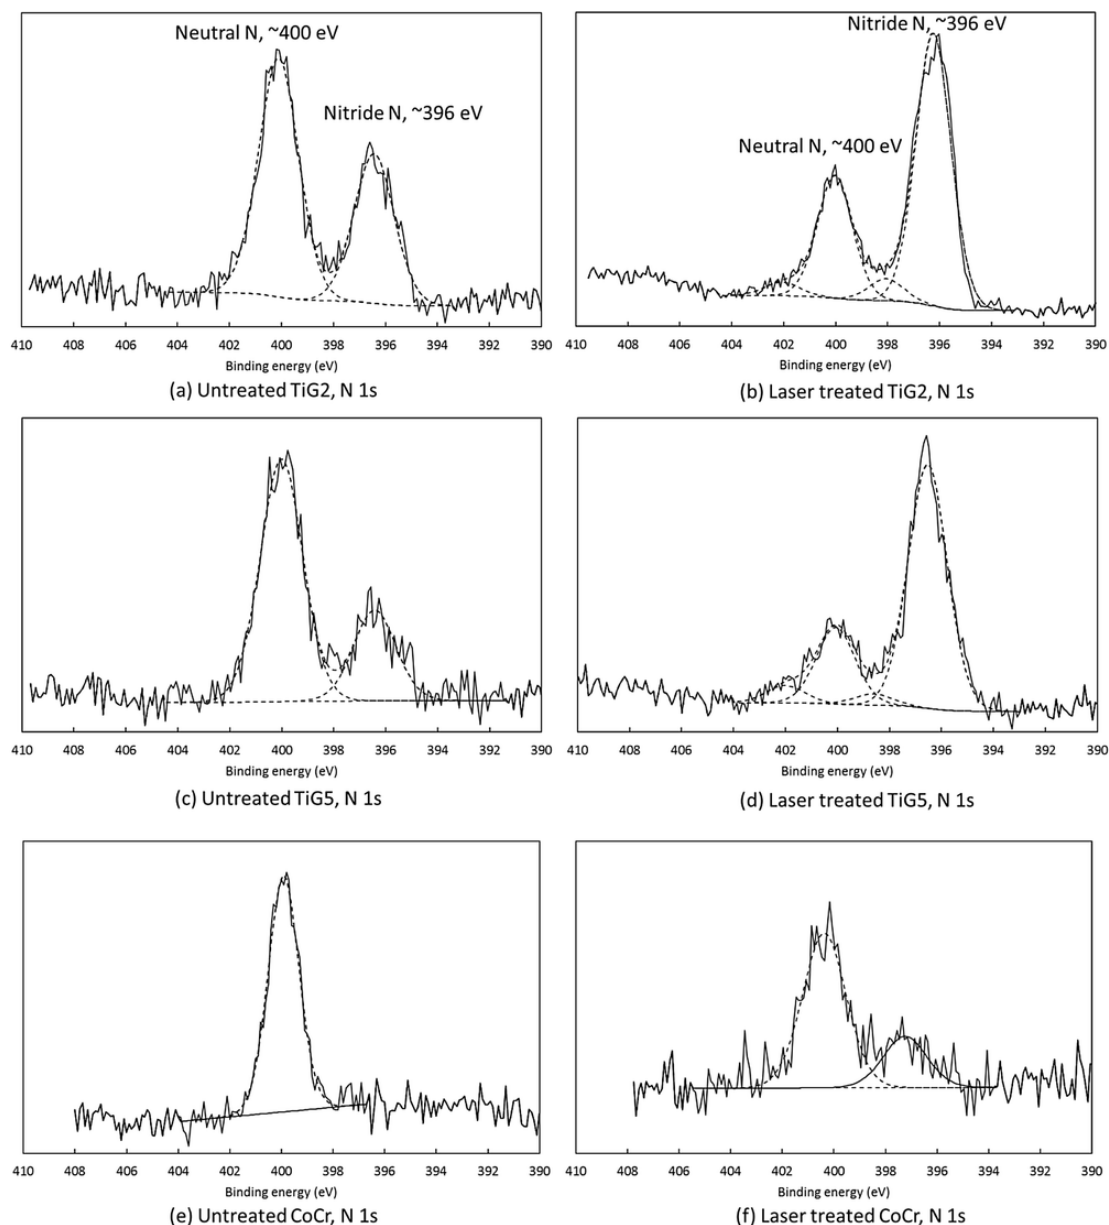 Neutral N, ~400 eV
Nitride N, ~396 eV
410 408 406 404 402 400 398 396 394 392 390
Binding energy (eV)
(a) Untreated TiG2, N 1s
Nitride N, ~396 eV
Neutral N, ~400 eV
410 408 406 404 402 400 398 396 394 392 390
Binding energy (eV)
(b) Laser treated TiG2, N 1s
410 408 406 404 402 400 398 396 394 392 390
Binding energy (eV)
(c) Untreated TiG5, N 1s
410 408 406 404 402 400 398 396 394 392 390
Binding energy (eV)
(d) Laser treated TiG5, N 1s
410 408 406 404 402 400 398 396 394 392 390
Binding energy (eV)
(e) Untreated CoCr, N 1s
410 408 406 404 402 400 398 396 394 392 390
Binding energy (eV)
(f) Laser treated CoCr, N 1s